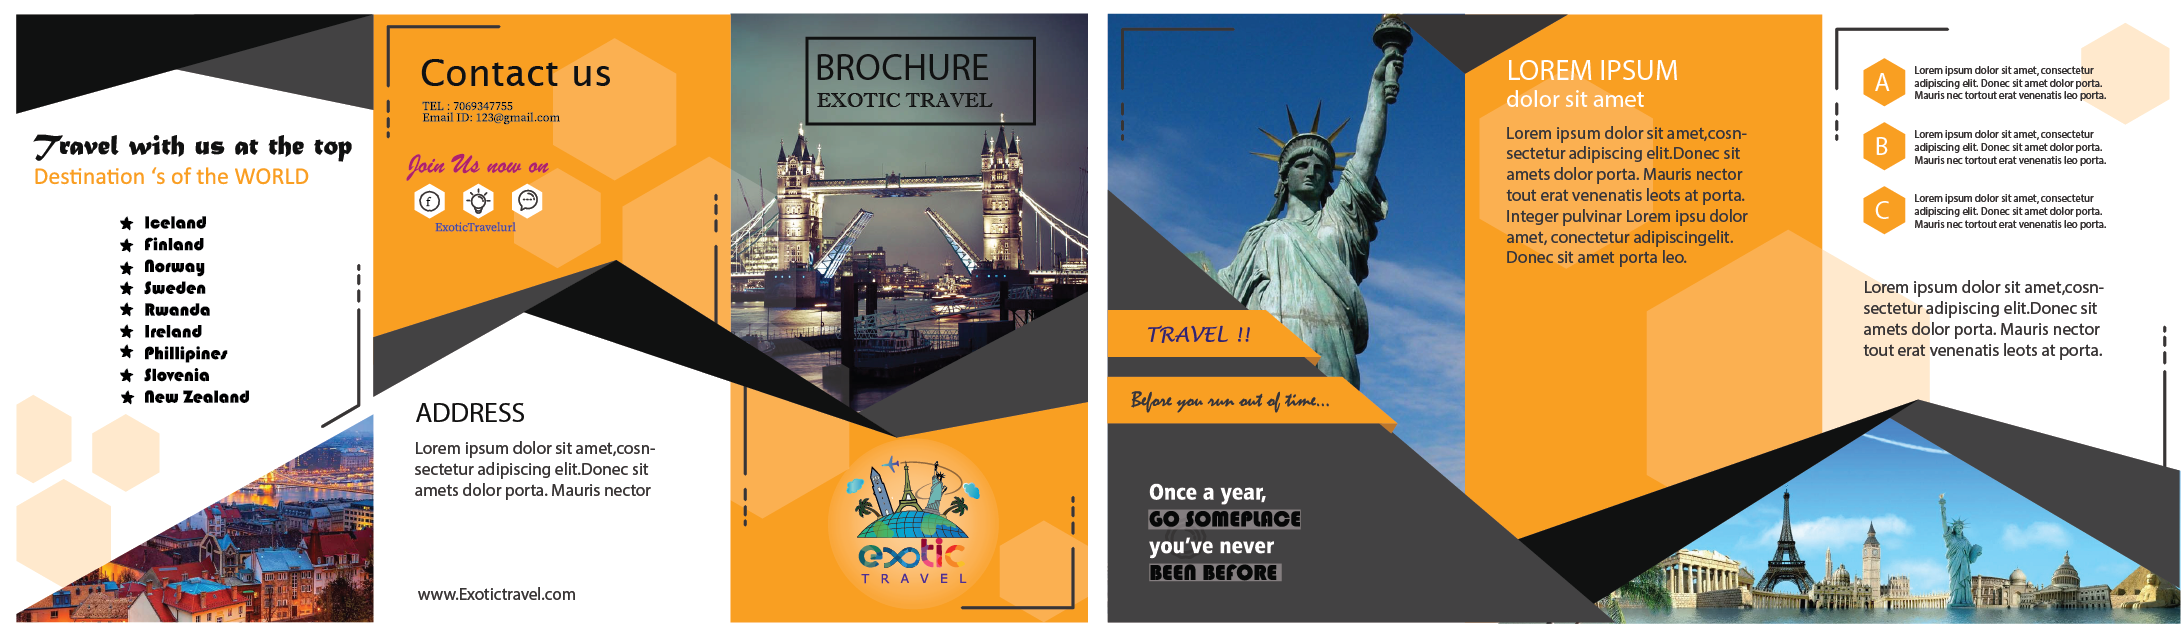 Travel with us at the top
Destination 's of the WORLD
Iceland
Finland
Norway
Sweden
Rwanda
Ireland
Phillipines
Slovenia
New Zealand
Contact us
TEL : 7069347755
Email ID: 123@gmail.com
Join Us now on
f
ExoticTravelurl
ADDRESS
Lorem ipsum dolor sit amet,cosn-
sectetur adipiscing elit.Donec sit
amets dolor porta. Mauris nector
www.Exotictravel.com
BROCHURE
EXOTIC TRAVEL
exotic
TRAVEL
TRAVEL !!
Before you run out of time...
Once a year,
GO SOMEPLACE
you've never
BEEN BEFORE
LOREM IPSUM
dolor sit amet
Lorem ipsum dolor sit amet,cosn-
sectetur adipiscing elit.Donec sit
amets dolor porta. Mauris nector
tout erat venenatis leots at porta.
Integer pulvinar Lorem ipsu dolor
amet, conectetur adipiscingelit.
Donec sit amet porta leo.
A
Lorem ipsum dolor sit amet, consectetur
adipiscing elit. Donec sit amet dolor porta.
Mauris nec tortout erat venenatis leo porta.
B
Lorem ipsum dolor sit amet, consectetur
adipiscing elit. Donec sit amet dolor porta.
Mauris nec tortout erat venenatis leo porta.
C
Lorem ipsum dolor sit amet, consectetur
adipiscing elit. Donec sit amet dolor porta.
Mauris nec tortout erat venenatis leo porta.
Lorem ipsum dolor sit amet,cosn-
sectetur adipiscing elit.Donec sit
amets dolor porta. Mauris nector
tout erat venenatis leots at porta.